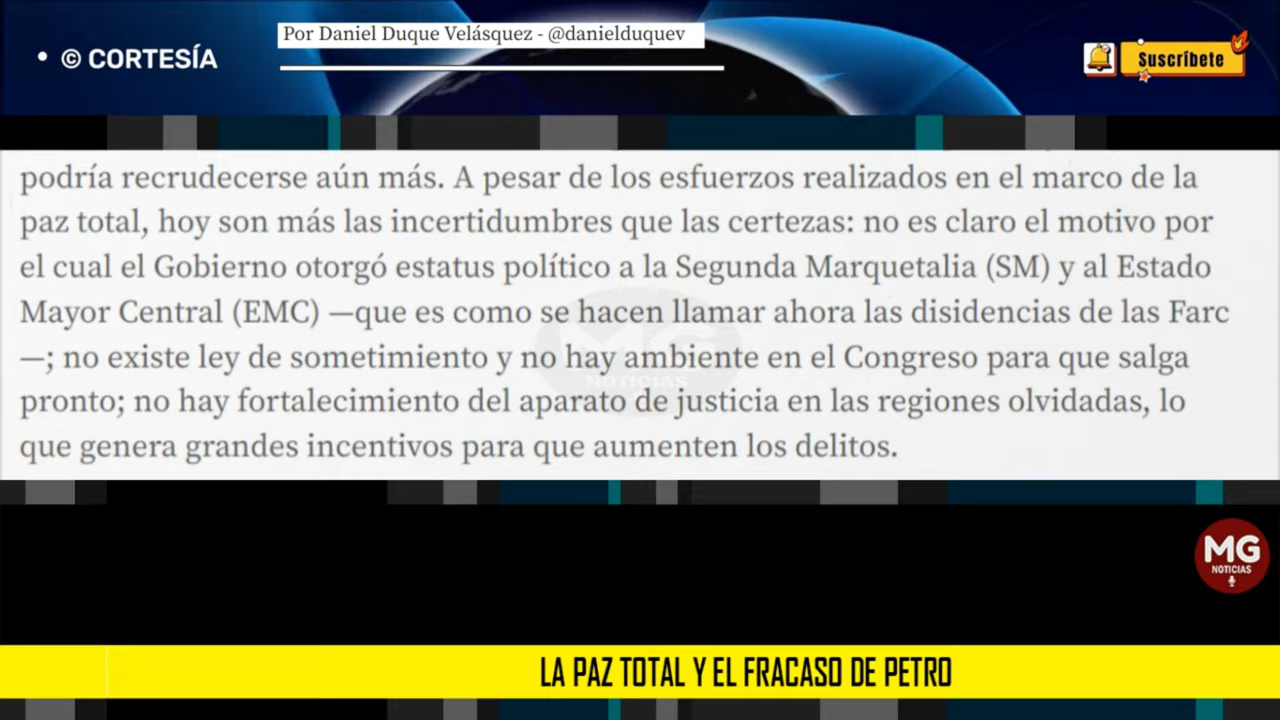 Por Daniel Duque Velásquez - @danielduquev
• © CORTESÍA
Suscríbete
podría recrudecerse aún más. A pesar de los esfuerzos realizados en el marco de la
paz total, hoy son más las incertidumbres que las certezas: no es claro el motivo por
el cual el Gobierno otorgó estatus político a la Segunda Marquetalia (SM) y al Estado
Mayor Central (EMC) —que es como se hacen llamar ahora las disidencias de las Farc
—; no existe ley de sometimiento y no hay ambiente en el Congreso para que salga
pronto; no hay fortalecimiento del aparato de justicia en las regiones olvidadas, lo
que genera grandes incentivos para que aumenten los delitos.
MG
NOTICIAS
MG
NOTICIAS
LA PAZ TOTAL Y EL FRACASO DE PETRO